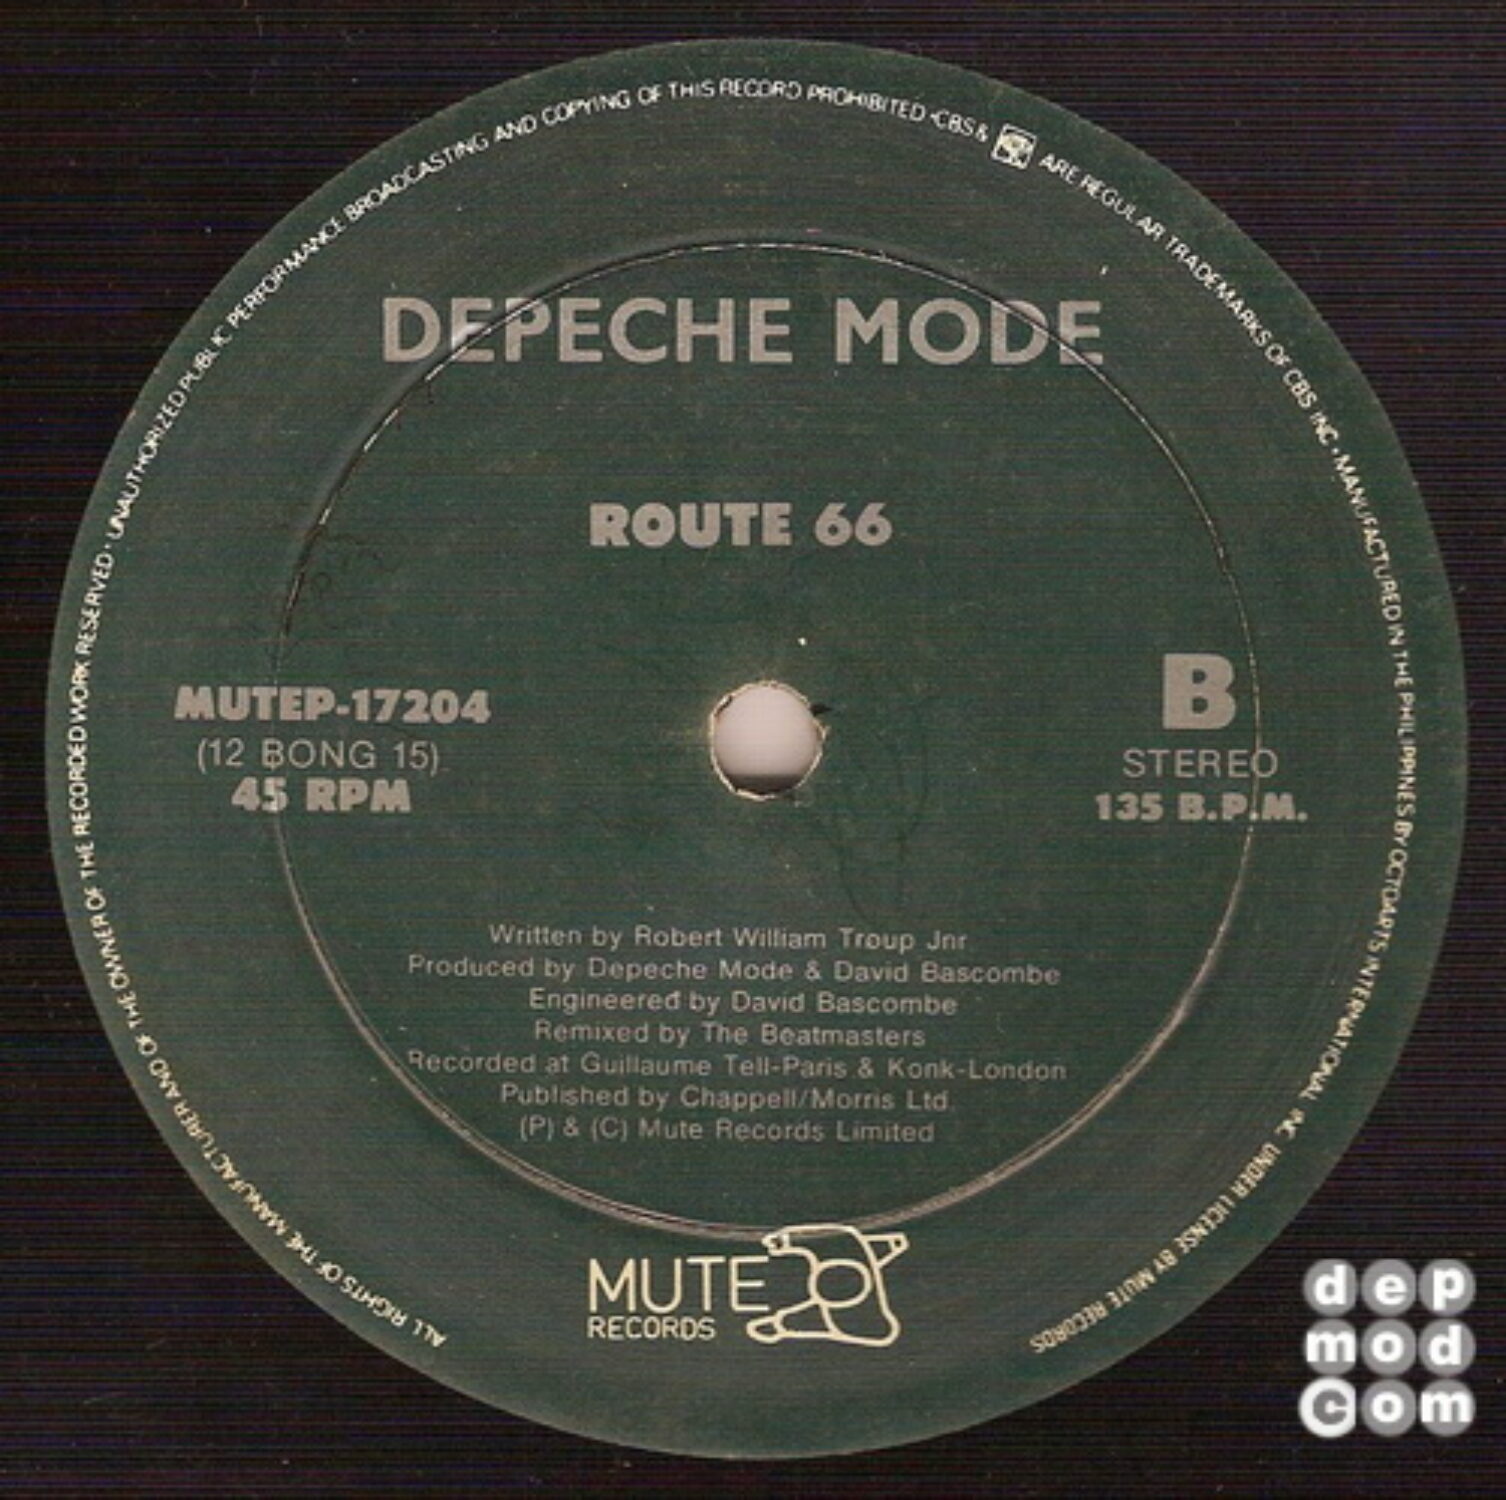 ALL RIGHTS OF THE MANUFACTURER AND OF THE OWNER OF THE RECORDED WORK RESERVED · UNAUTHORIZED PUBLIC PERFORMANCE BROADCASTING AND COPYING OF THIS RECORD PROHIBITED · CBS & ARE REGULAR TRADEMARKS OF CBS INC · MANUFACTURED IN THE PHILIPPINES BY OCTOARTS INTERNATIONAL INC UNDER LICENSE BY MUTE RECORDS
DEPECHE MODE
ROUTE 66
MUTEP-17204
(12 BONG 15)
45 RPM
B
STEREO
135 B.P.M.
Written by Robert William Troup Jnr
Produced by Depeche Mode & David Bascombe
Engineered by David Bascombe
Remixed by The Beatmasters
Recorded at Guillaume Tell-Paris & Konk-London
Published by Chappell/Morris Ltd.
(P) & (C) Mute Records Limited
MUTE
RECORDS
dep
mod
com